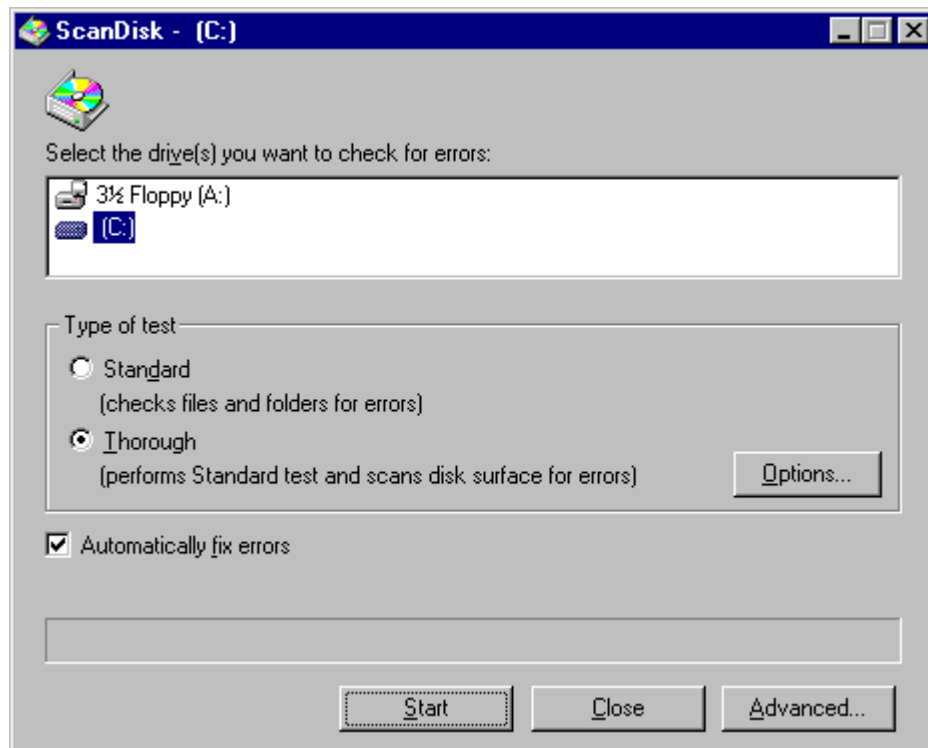 ScanDisk - (C:)
Select the drive(s) you want to check for errors:
3½ Floppy (A:)
(C:)
Type of test
Standard
(checks files and folders for errors)
Thorough
(performs Standard test and scans disk surface for errors)
Options...
Automatically fix errors
Start Close Advanced...